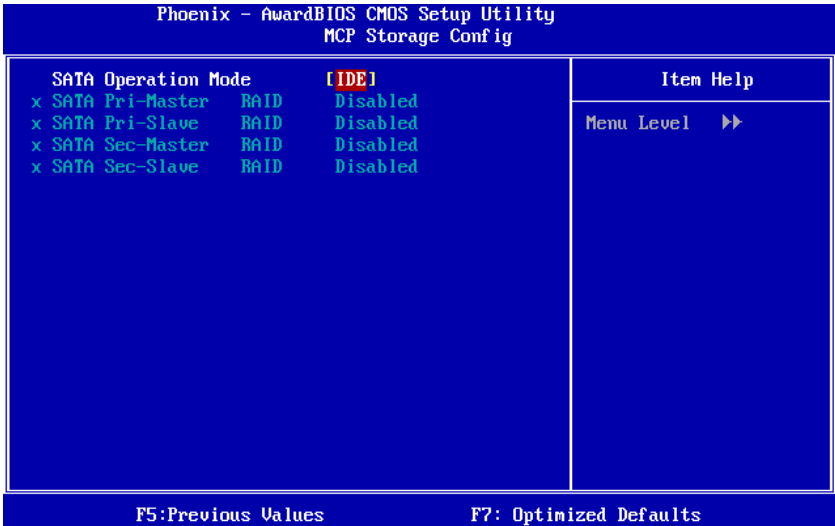 Phoenix - AwardBIOS CMOS Setup Utility
MCP Storage Config
SATA Operation Mode [IDE]
x SATA Pri-Master RAID Disabled
x SATA Pri-Slave RAID Disabled
x SATA Sec-Master RAID Disabled
x SATA Sec-Slave RAID Disabled
Item Help
Menu Level
F5:Previous Values F7: Optimized Defaults